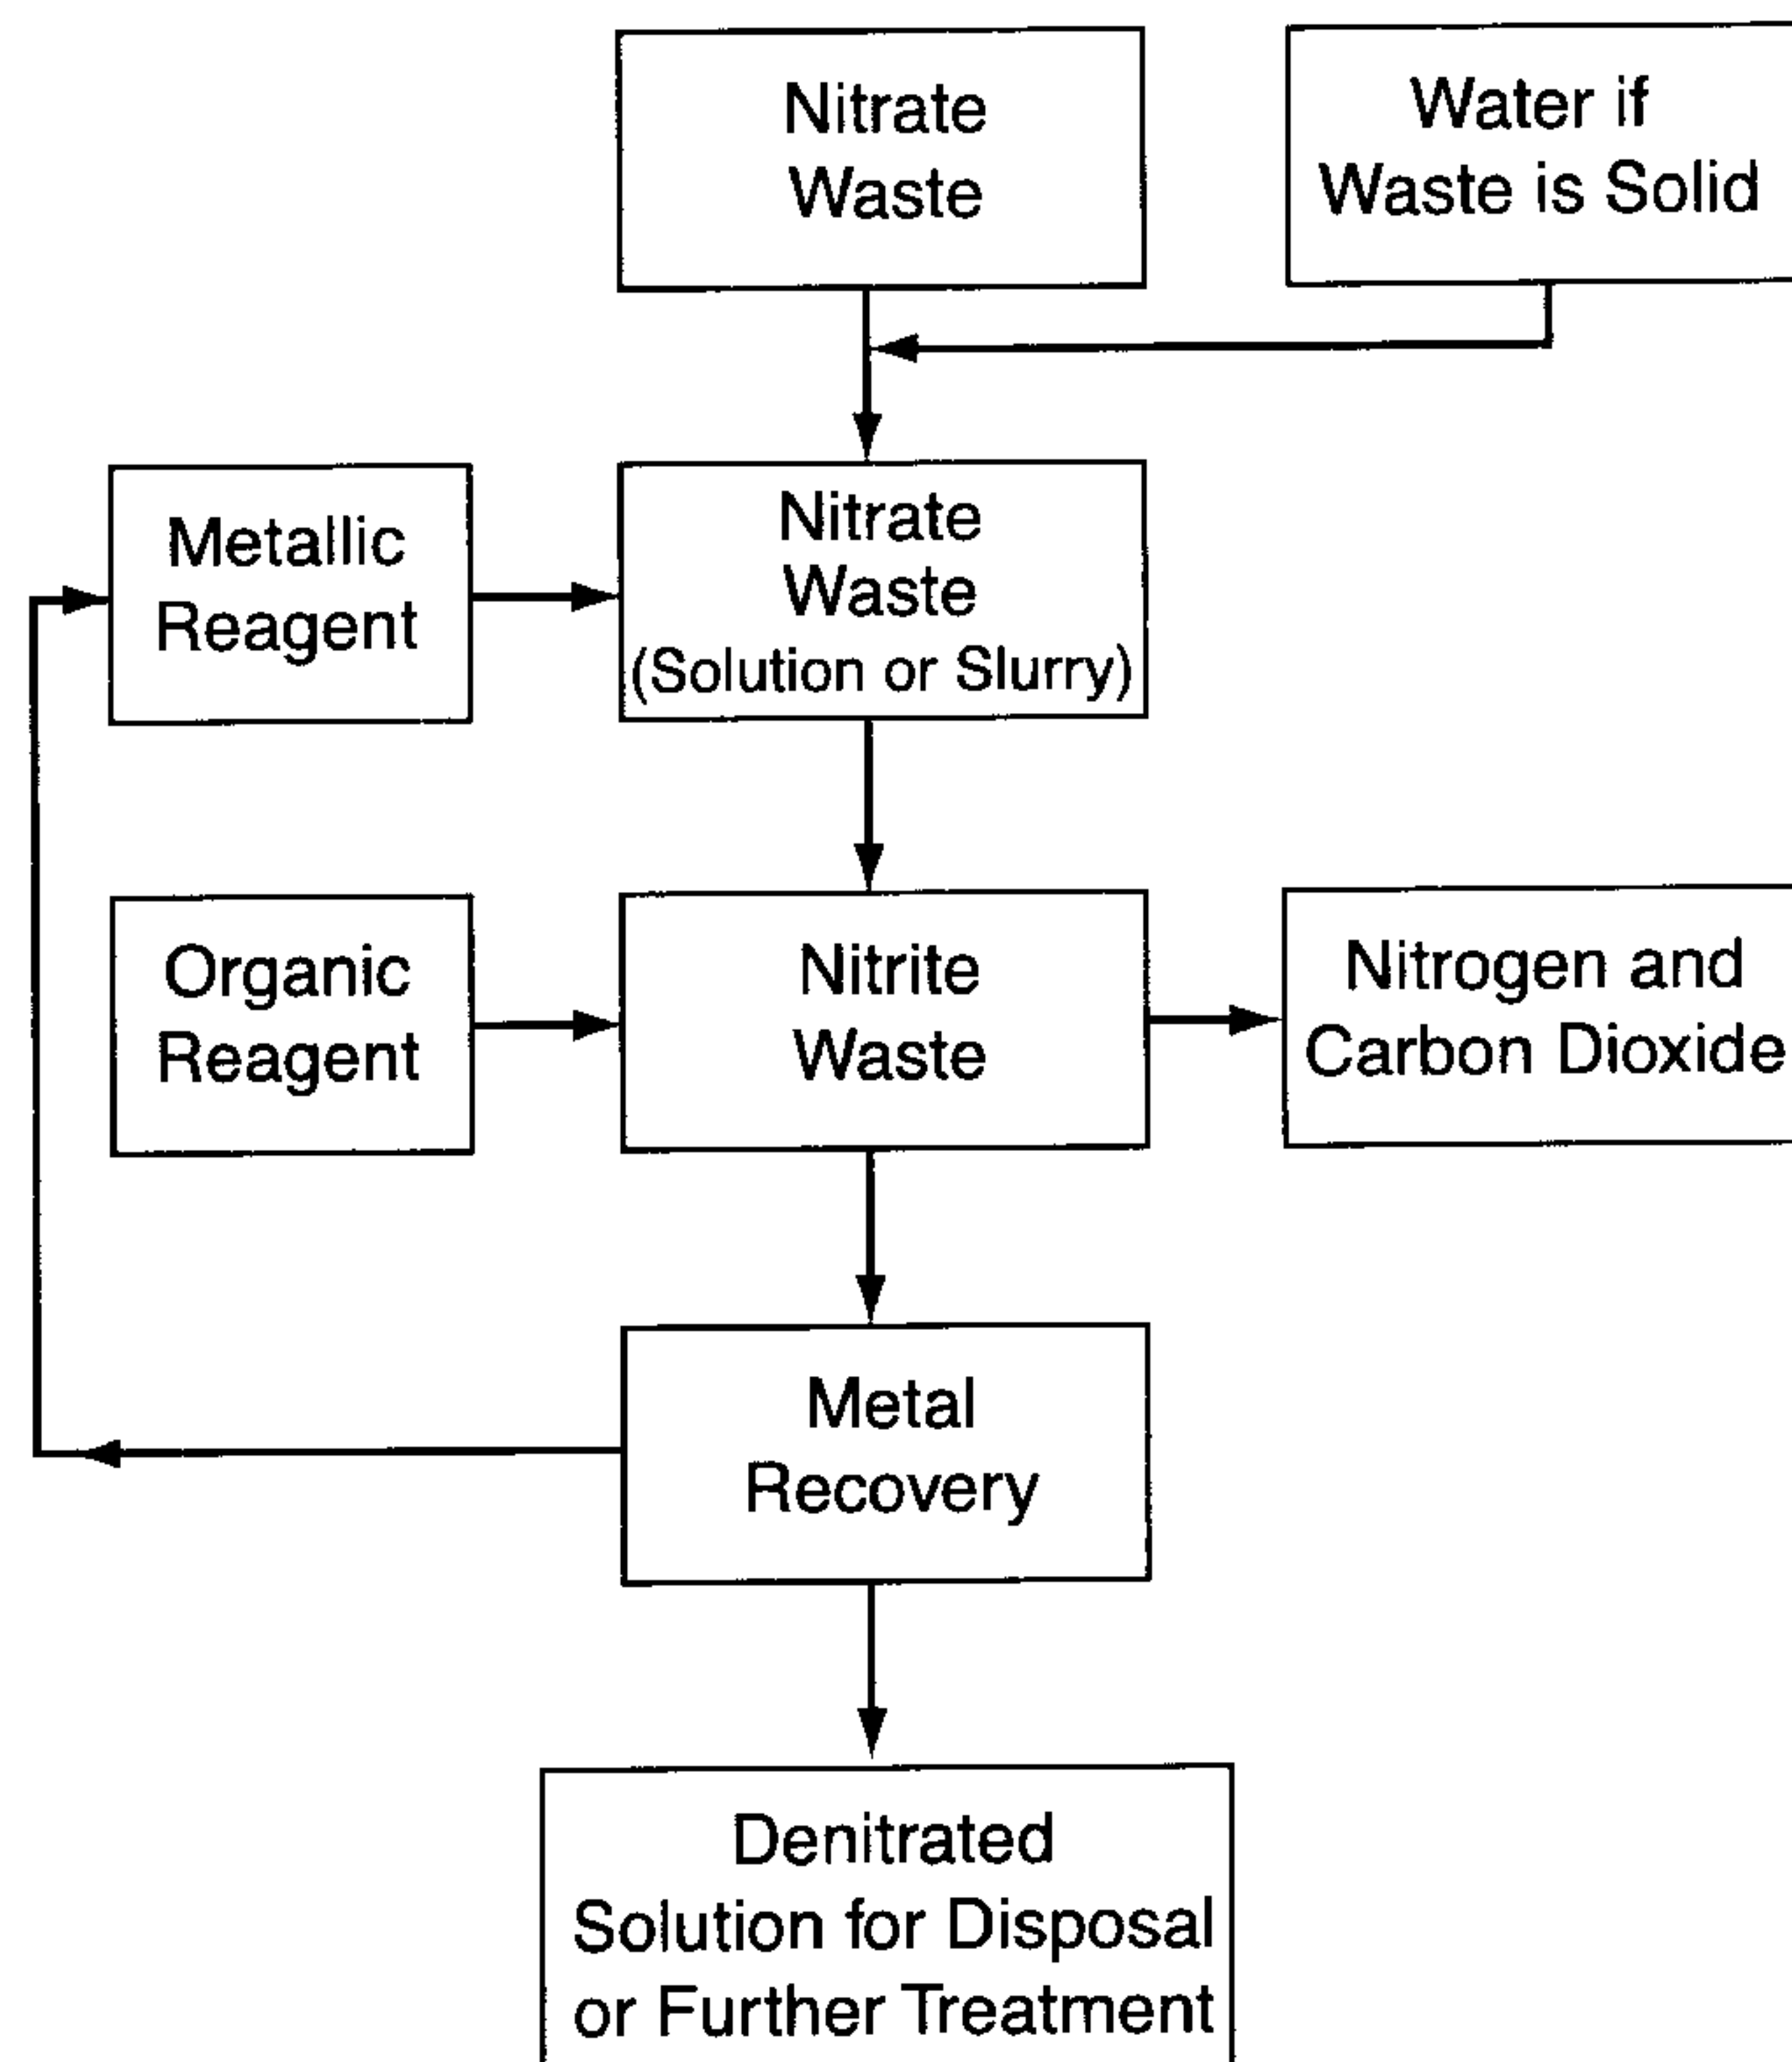 Nitrate
Waste
Water if
Waste is Solid
Metallic
Reagent
Nitrate
Waste
(Solution or Slurry)
Organic
Reagent
Nitrite
Waste
Nitrogen and
Carbon Dioxide
Metal
Recovery
Denitrated
Solution for Disposal
or Further Treatment